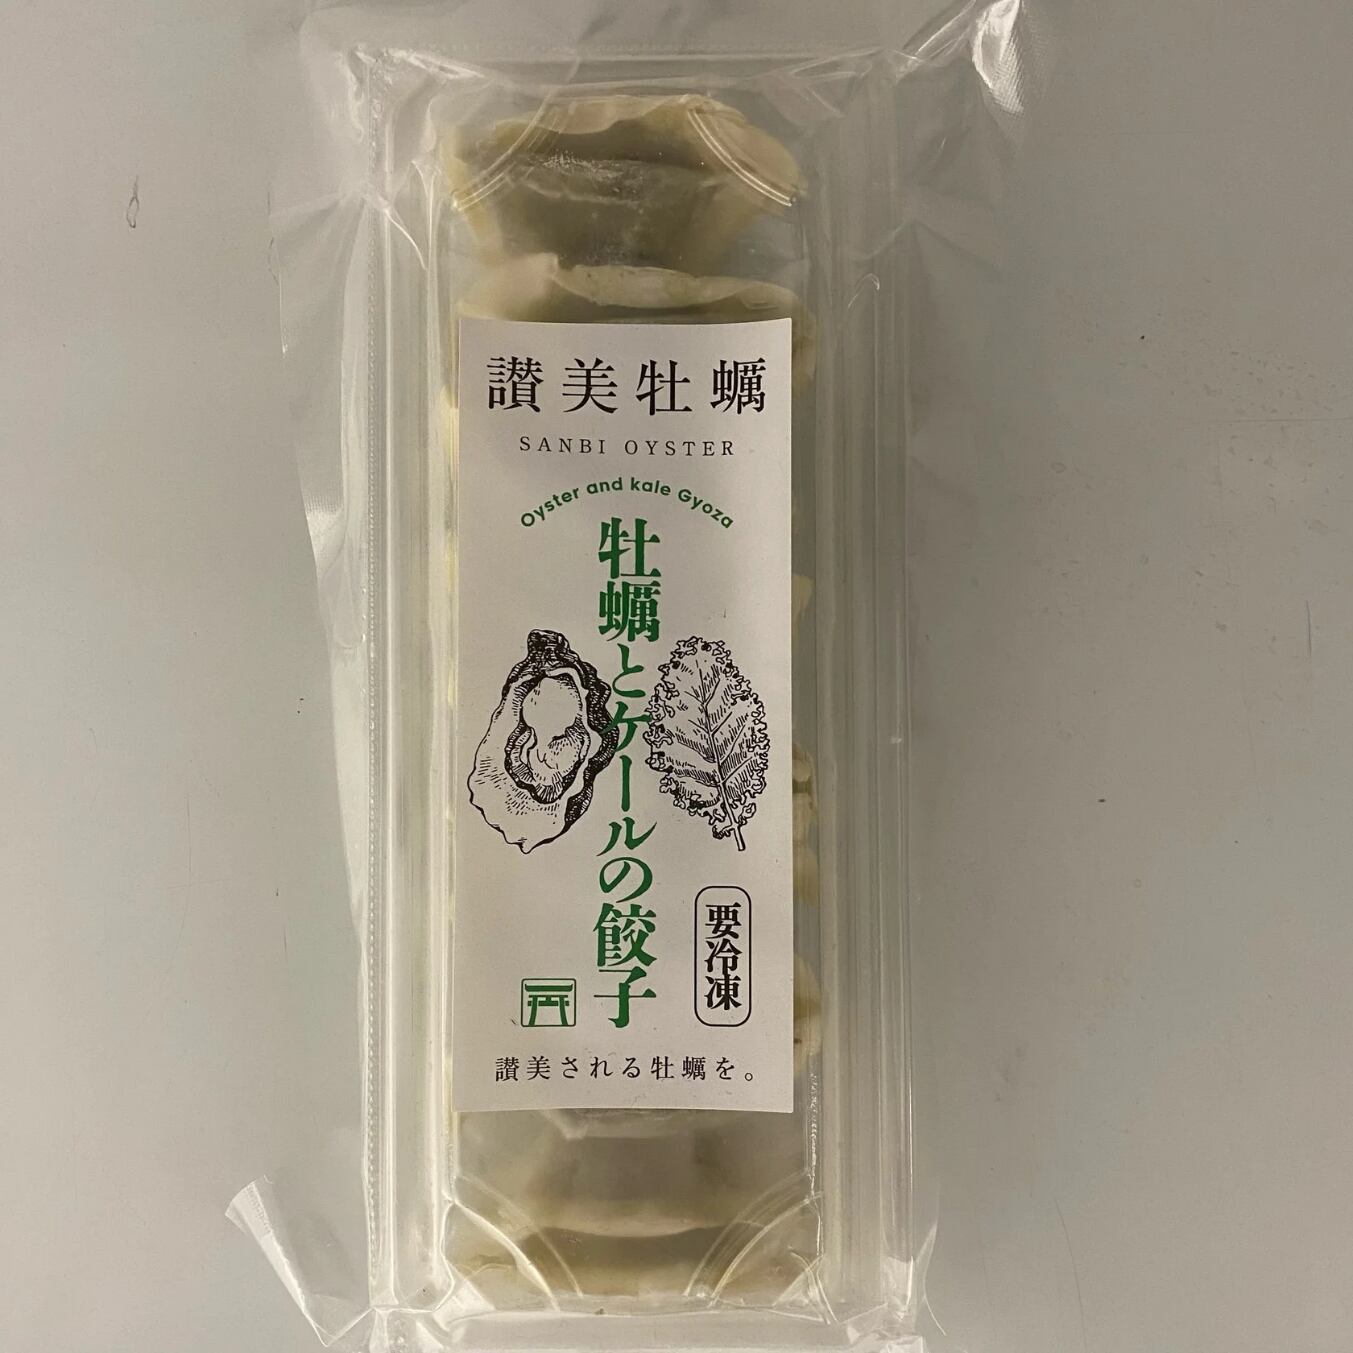 讃美牡蠣
SANBI OYSTER
Oyster and kale Gyoza
牡蠣とケールの餃子
要冷凍
讃美される牡蠣を。